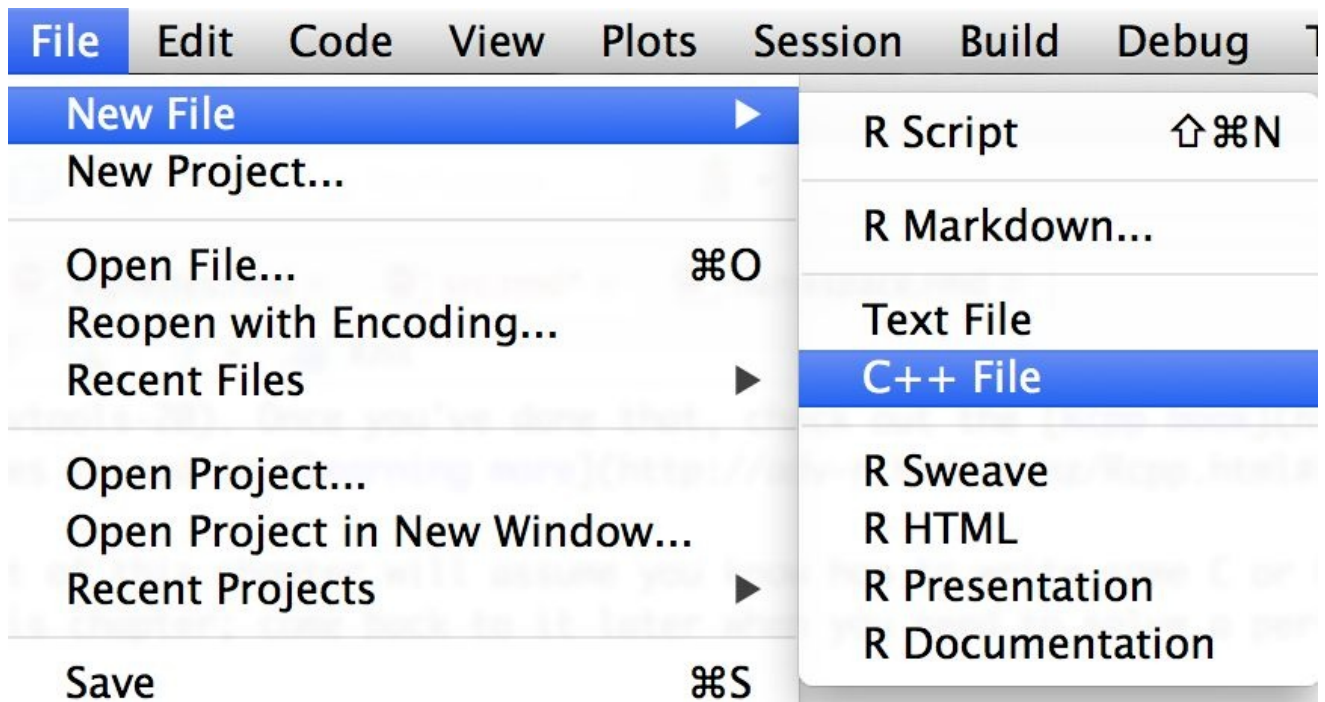 File Edit Code View Plots Session Build Debug
New File ▶
New Project...
Open File... ⌘O
Reopen with Encoding...
Recent Files ▶
Open Project...
Open Project in New Window...
Recent Projects ▶
Save ⌘S
R Script ⇧⌘N
R Markdown...
Text File
C++ File
R Sweave
R HTML
R Presentation
R Documentation